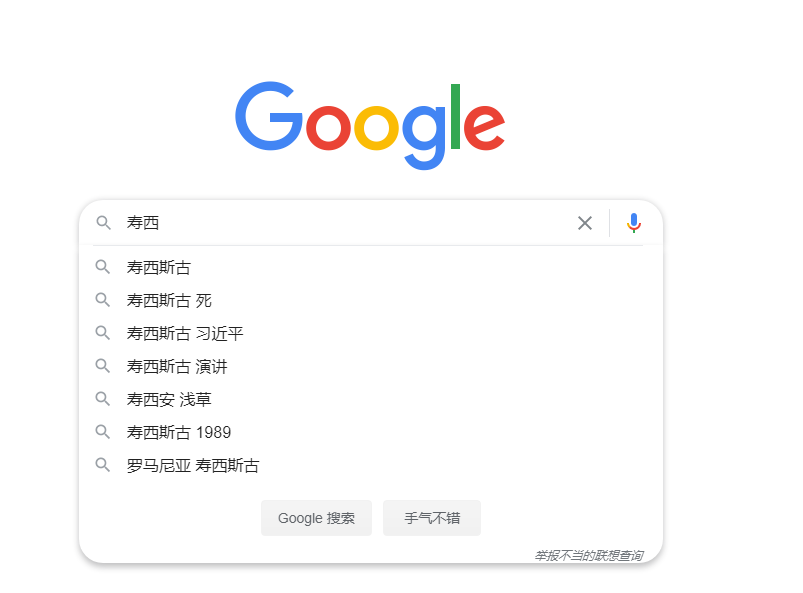 Google
寿西
寿西斯古
寿西斯古 死
寿西斯古 习近平
寿西斯古 演讲
寿西安 浅草
寿西斯古 1989
罗马尼亚 寿西斯古
Google 搜索 手气不错
举报不当的联想查询